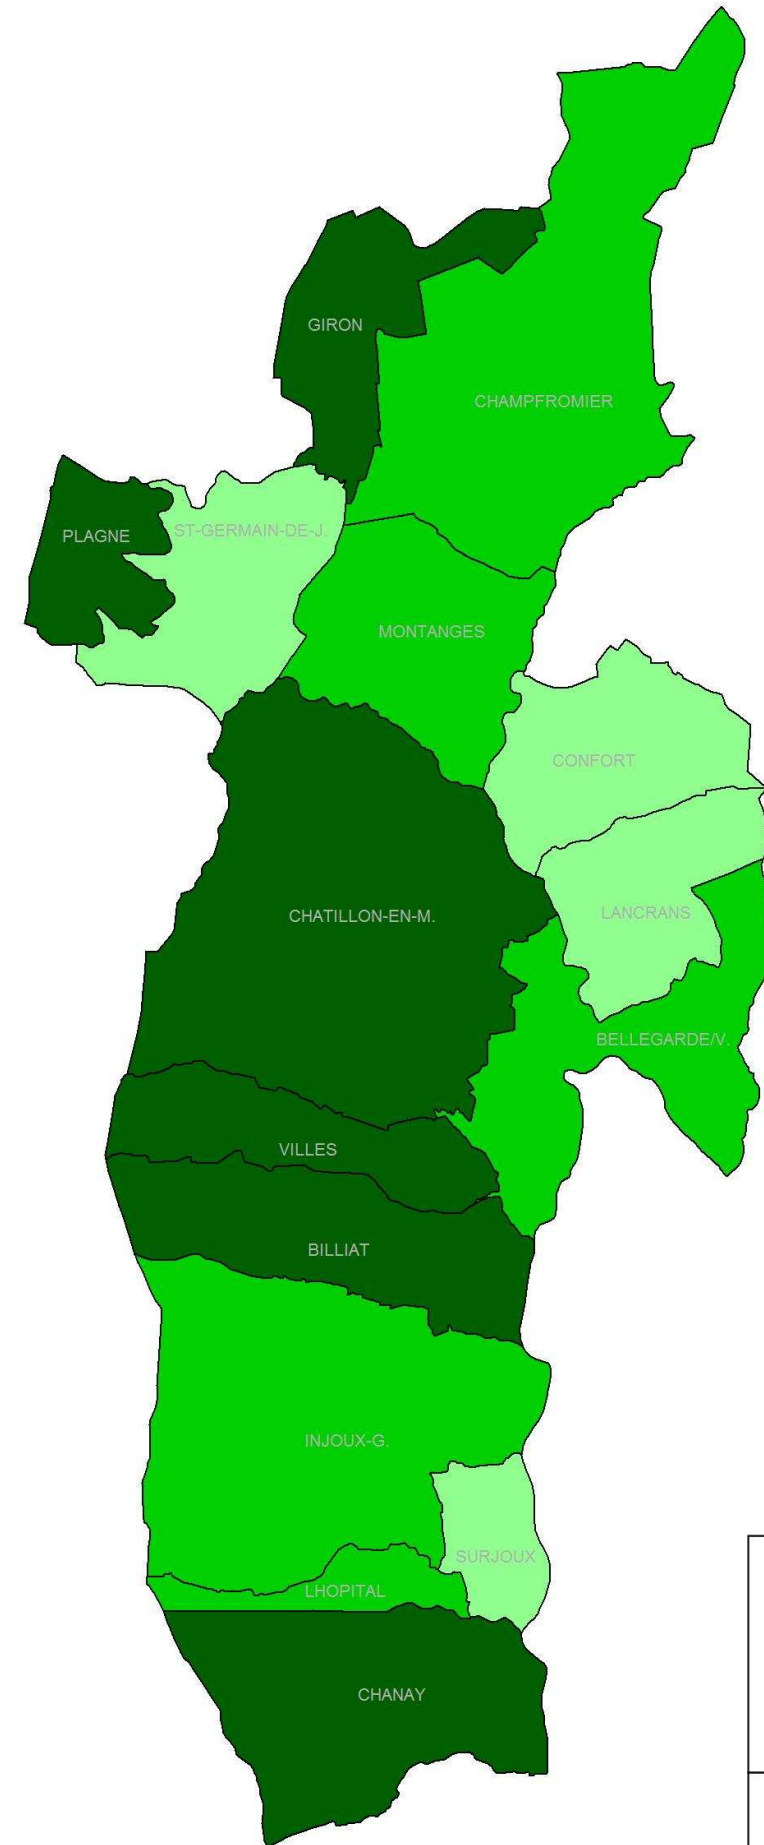 GIRON
CHAMPFROMIER
PLAGNE
ST-GERMAIN-DE-J.
MONTANGES
CONFORT
CHATILLON-EN-M.
LANCRANS
BELLEGARDE/V.
VILLES
BILLIAT
INJOUX-G.
SURJOUX
LHOPITAL
CHANAY